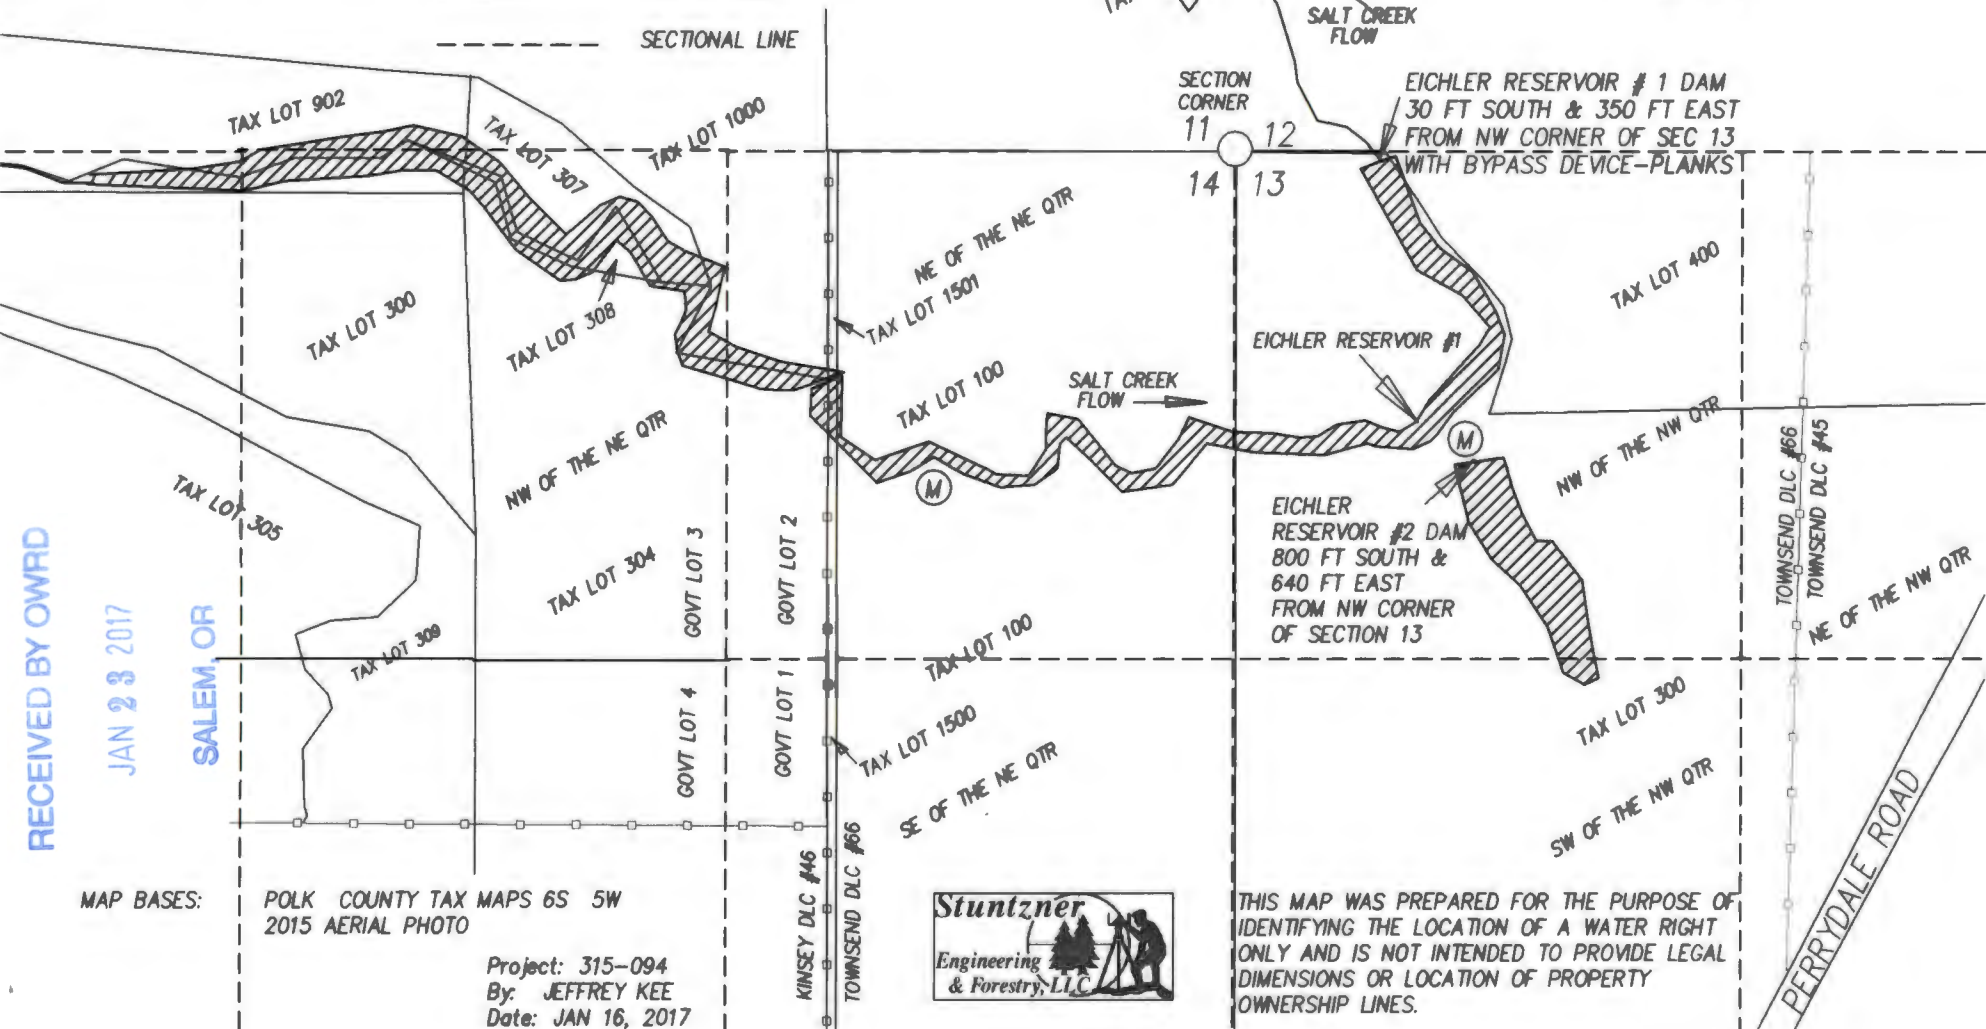 SALT CREEK
FLOW
SECTIONAL LINE
SECTION
CORNER
11
12
14
13
EICHLER RESERVOIR # 1 DAM
30 FT SOUTH & 350 FT EAST
FROM NW CORNER OF SEC 13
WITH BYPASS DEVICE-PLANKS
TAX LOT 902
TAX LOT 307
TAX LOT 1000
NE OF THE NE QTR
TAX LOT 1501
TAX LOT 400
TAX LOT 300
TAX LOT 308
EICHLER RESERVOIR #1
TAX LOT 100
SALT CREEK
FLOW
NW OF THE NE QTR
NW OF THE NW QTR
M
M
TAX LOT 305
TAX LOT 304
GOVT LOT 3
GOVT LOT 2
EICHLER
RESERVOIR #2 DAM
800 FT SOUTH &
640 FT EAST
FROM NW CORNER
OF SECTION 13
TOWNSEND DLC #66
TOWNSEND DLC #45
NE OF THE NW QTR
RECEIVED BY OWRD
JAN 23 2017
SALEM, OR
TAX LOT 309
TAX LOT 100
GOVT LOT 4
GOVT LOT 1
TAX LOT 1500
SE OF THE NE QTR
TAX LOT 300
SW OF THE NW QTR
PERRYDALE ROAD
KINSEY DLC #46
TOWNSEND DLC #66
MAP BASES: POLK COUNTY TAX MAPS 6S 5W
2015 AERIAL PHOTO
Project: 315-094
By: JEFFREY KEE
Date: JAN 16, 2017
Stuntzner
Engineering
& Forestry, LLC
THIS MAP WAS PREPARED FOR THE PURPOSE OF
IDENTIFYING THE LOCATION OF A WATER RIGHT
ONLY AND IS NOT INTENDED TO PROVIDE LEGAL
DIMENSIONS OR LOCATION OF PROPERTY
OWNERSHIP LINES.